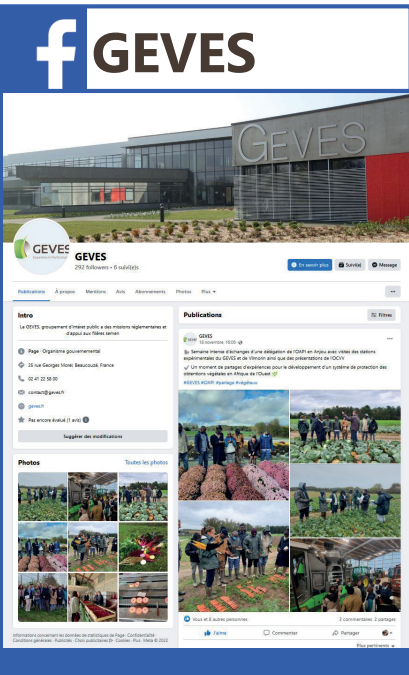 f GEVES
GEVES
GEVES
GEVES
292 followers • 6 suivi(e)s
En savoir plus
Suivi(e)
Message
Publications À propos Mentions Avis Abonnements Photos Plus
Intro
Le GEVES, groupement d'intérêt public a des missions réglementaires et
d'appui aux filières semen
Page · Organisme gouvernemental
25 rue Georges Morel, Beaucouzé, France
02 41 22 58 00
contact@geves.fr
geves.fr
Pas encore évalué (1 avis)
Suggérer des modifications
Photos
Toutes les photos
Informations concernant les données de statistiques de Page · Confidentialité ·
Conditions générales · Publicités · Choix publicitaires · Cookies · Plus · Meta © 2022
Publications
Filtres
GEVES
16 novembre, 16:00
Semaine intense d'échanges d'une délégation de l'OAPI en Anjou avec visites des stations
expérimentales du GEVES et de Vilmorin ainsi que des présentations de l'OCVV
Un moment de partages d'expériences pour le développement d'un système de protection des
obtentions végétales en Afrique de l'Ouest
#GEVES #OAPI #partage #végétaux
Vous et 8 autres personnes
3 commentaires 2 partages
J'aime
Commenter
Partager
Plus pertinents